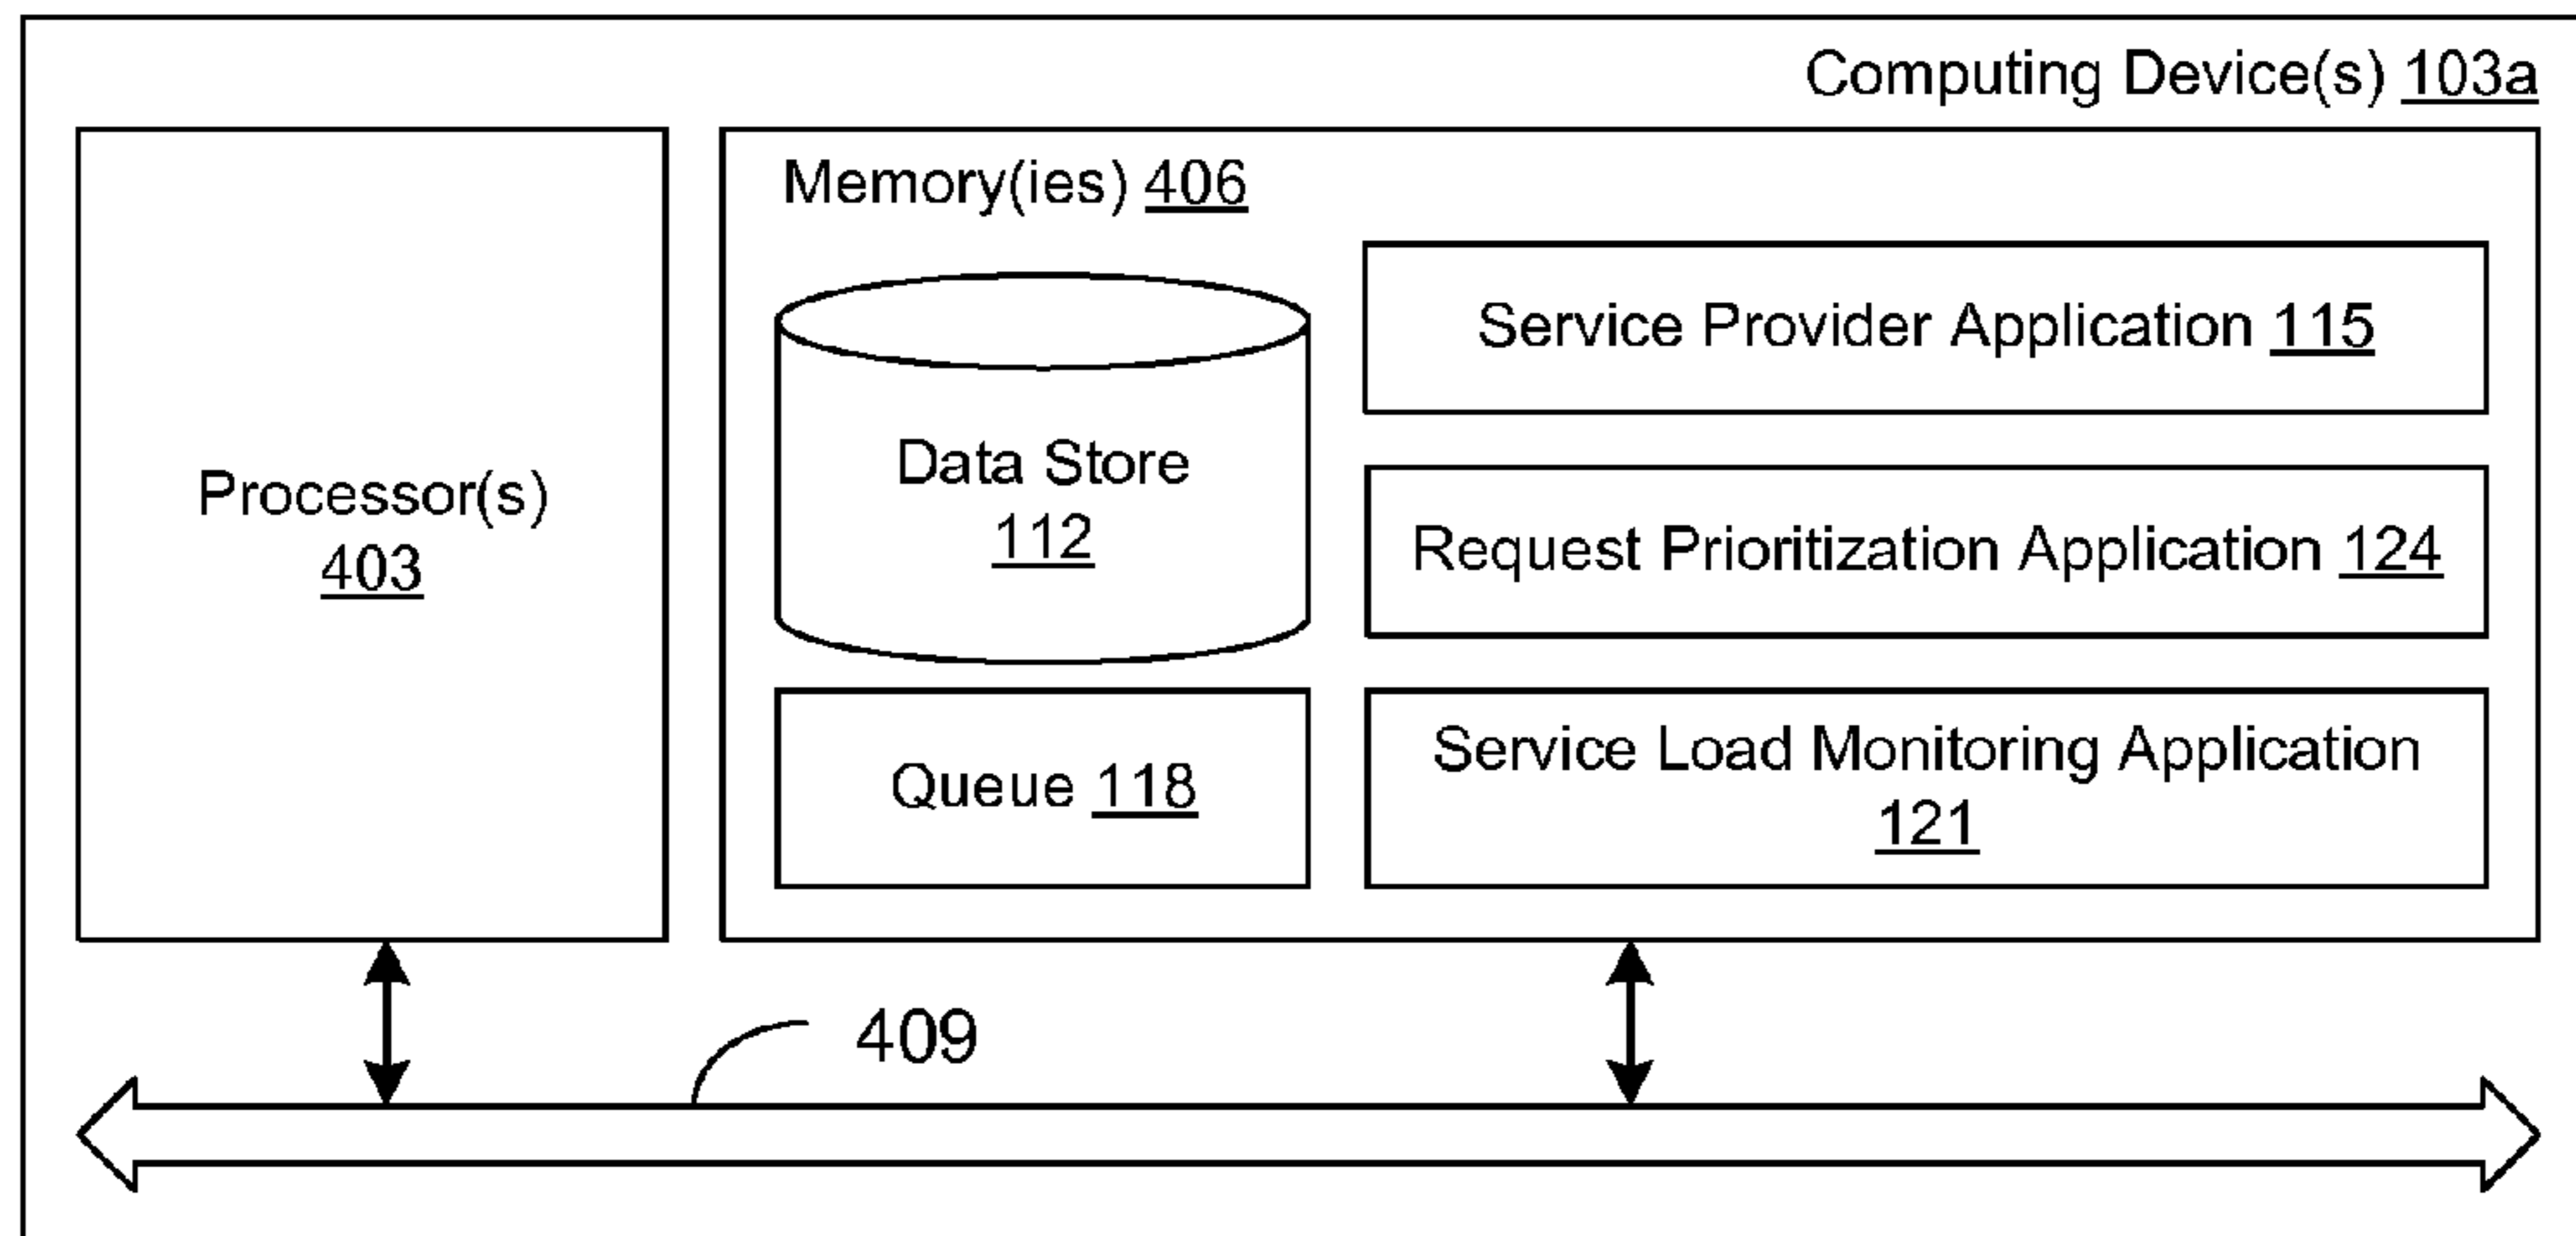 Computing Device(s) 103a
Processor(s)
403
Memory(ies) 406
Data Store
112
Queue 118
Service Provider Application 115
Request Prioritization Application 124
Service Load Monitoring Application
121
409